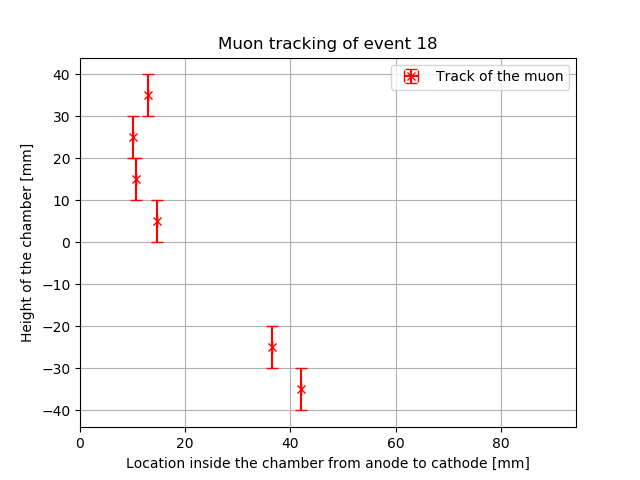 Muon tracking of event 18
Track of the muon
Height of the chamber [mm]
40
30
20
10
0
−10
−20
−30
−40
0 20 40 60 80
Location inside the chamber from anode to cathode [mm]